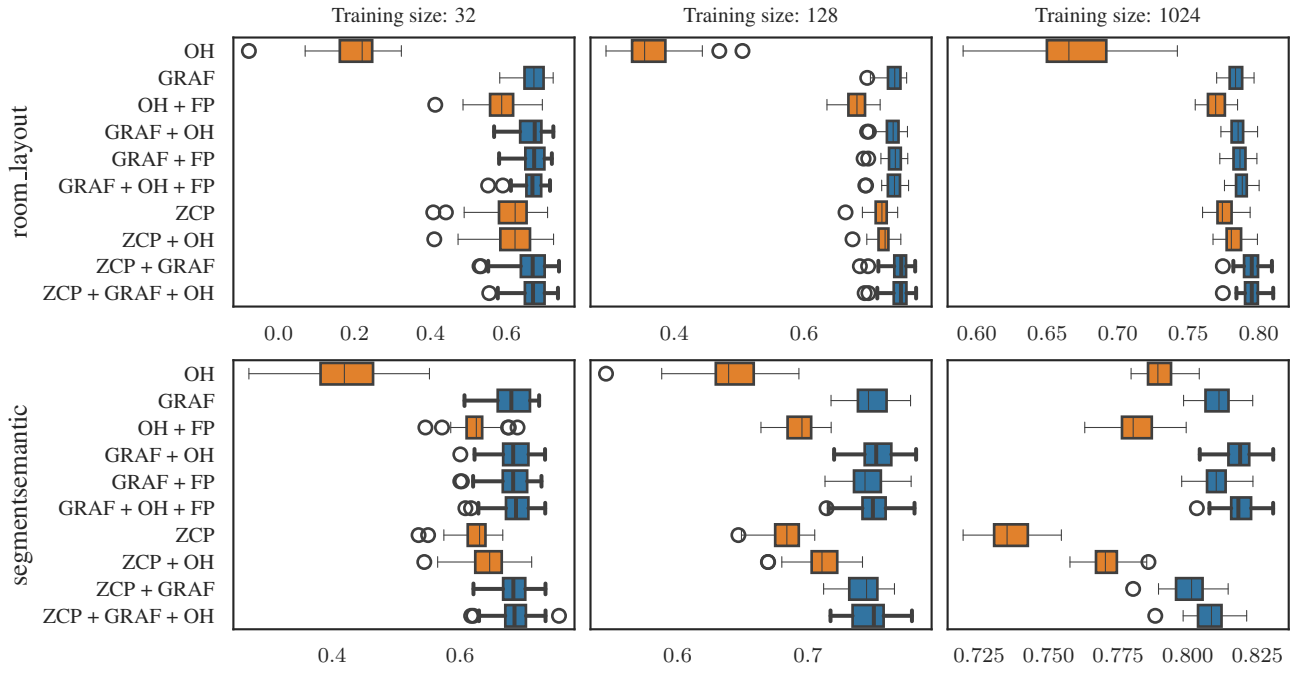 Training size: 32
Training size: 128
Training size: 1024
room_layout
OH
GRAF
OH + FP
GRAF + OH
GRAF + FP
GRAF + OH + FP
ZCP
ZCP + OH
ZCP + GRAF
ZCP + GRAF + OH
0.0 0.2 0.4 0.6
0.4 0.6
0.60 0.65 0.70 0.75 0.80
segmentsemantic
OH
GRAF
OH + FP
GRAF + OH
GRAF + FP
GRAF + OH + FP
ZCP
ZCP + OH
ZCP + GRAF
ZCP + GRAF + OH
0.4 0.6
0.6 0.7
0.725 0.750 0.775 0.800 0.825